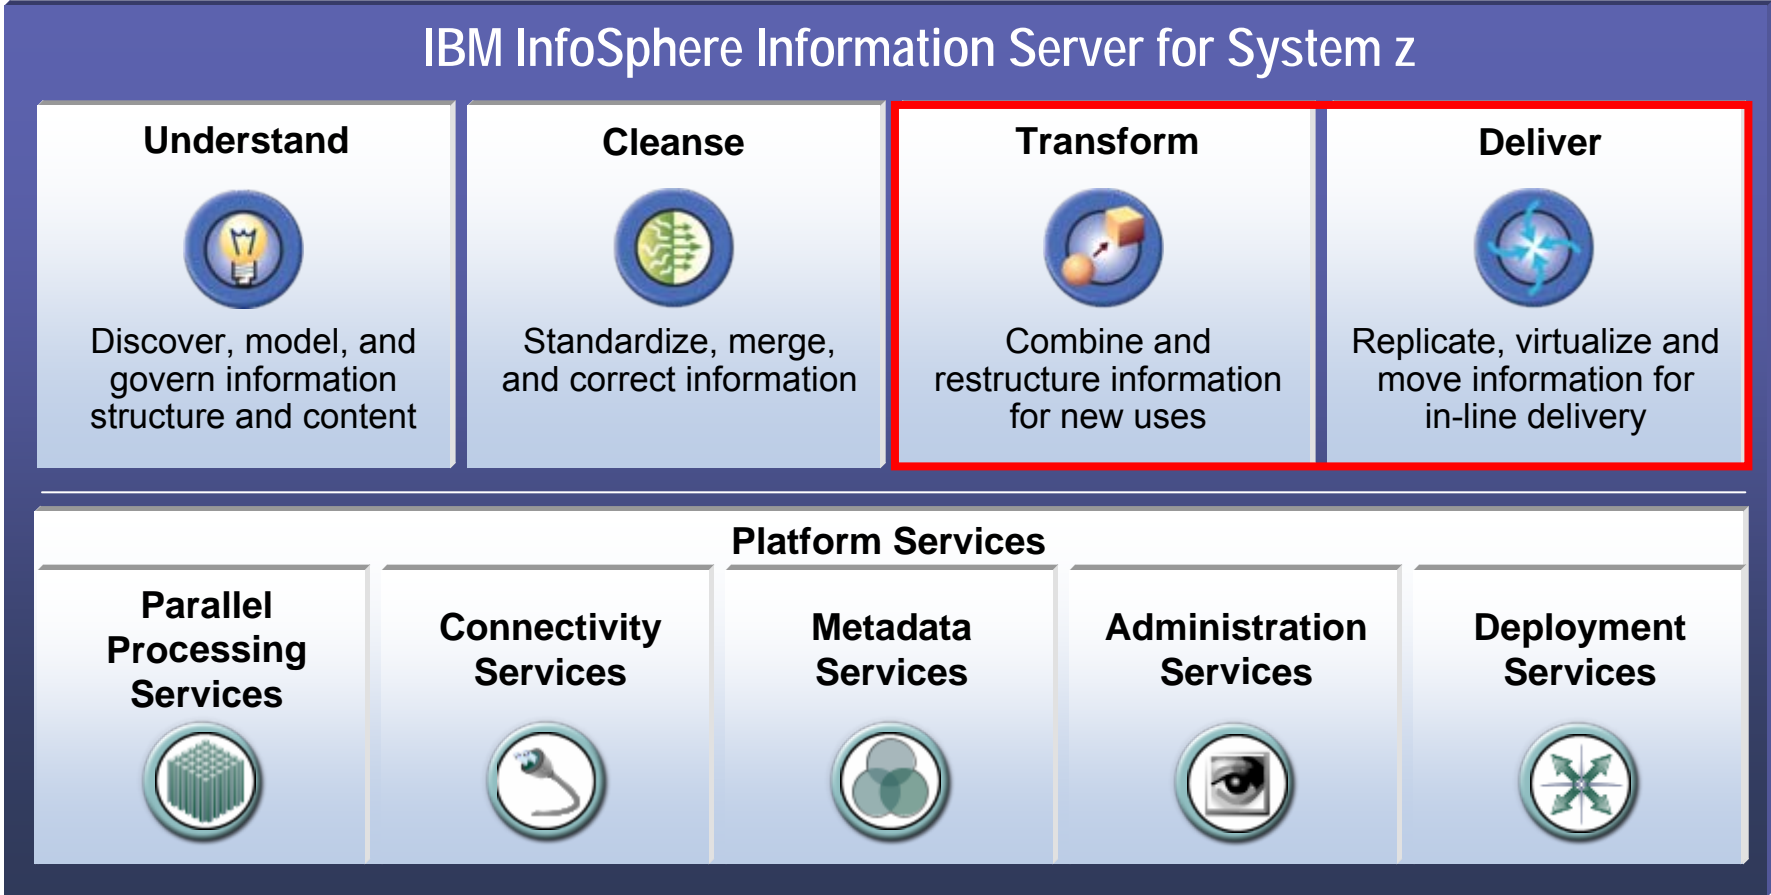 IBM InfoSphere Information Server for System z
Understand
Discover, model, and
govern information
structure and content
Cleanse
Standardize, merge,
and correct information
Transform
Combine and
restructure information
for new uses
Deliver
Replicate, virtualize and
move information for
in-line delivery
Platform Services
Parallel
Processing
Services
Connectivity
Services
Metadata
Services
Administration
Services
Deployment
Services